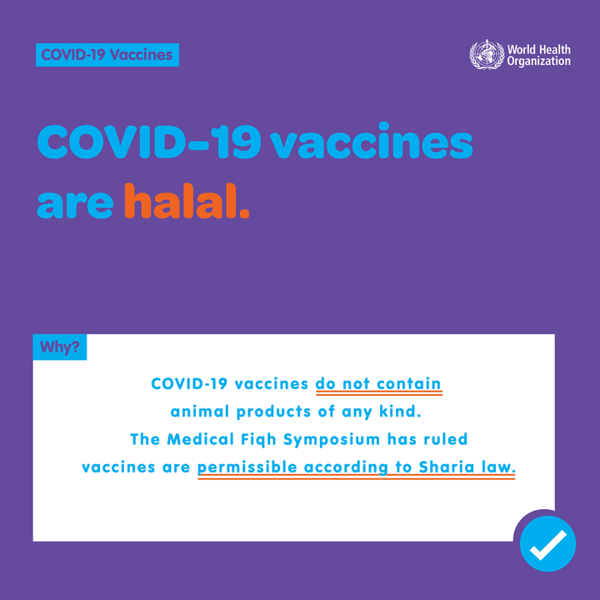 COVID-19 Vaccines
World Health
Organization
COVID-19 vaccines
are halal.
Why?
COVID-19 vaccines do not contain
animal products of any kind.
The Medical Fiqh Symposium has ruled
vaccines are permissible according to Sharia law.